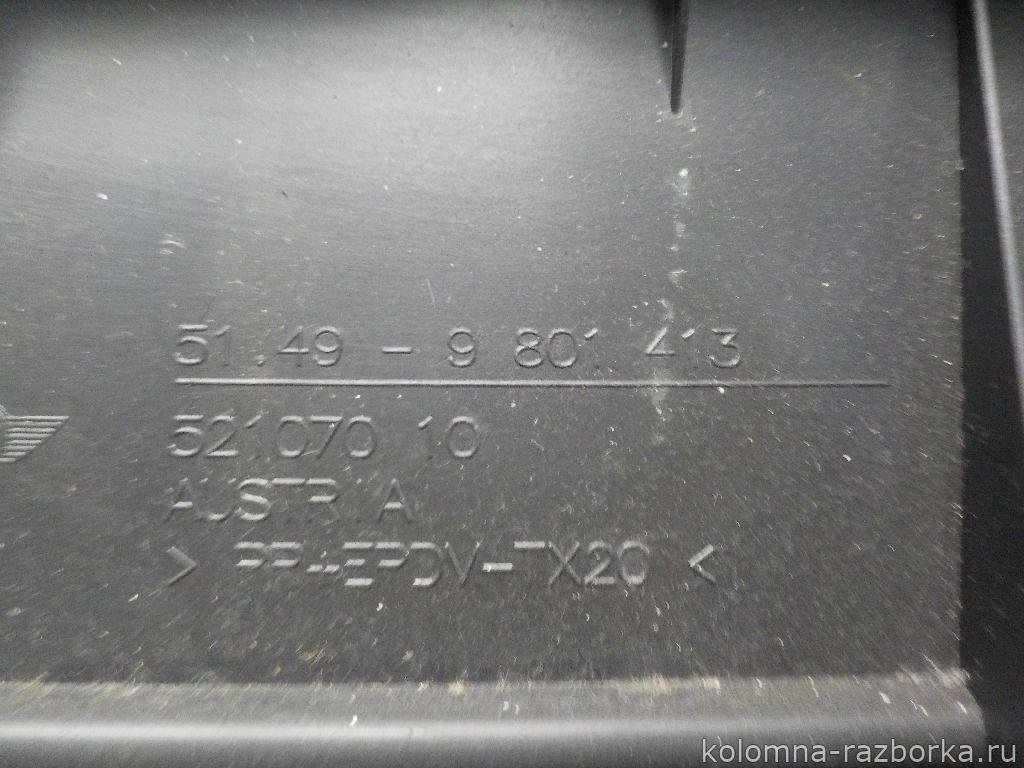 51.49 - 9 801 413
521070 10
AUSTRIA
> PP+EPDM-TX20 <
kolomna-razborka.ru